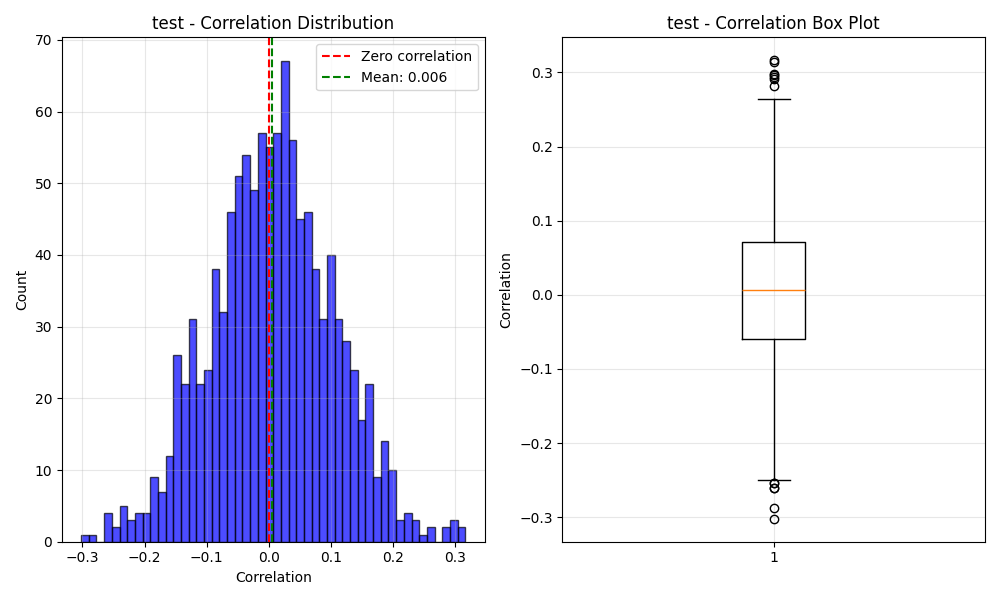 test - Correlation Distribution
70
60
50
40
30
20
10
0
Count
−0.3 −0.2 −0.1 0.0 0.1 0.2 0.3
Correlation
Zero correlation
Mean: 0.006
test - Correlation Box Plot
0.3
0.2
0.1
0.0
−0.1
−0.2
−0.3
Correlation
1